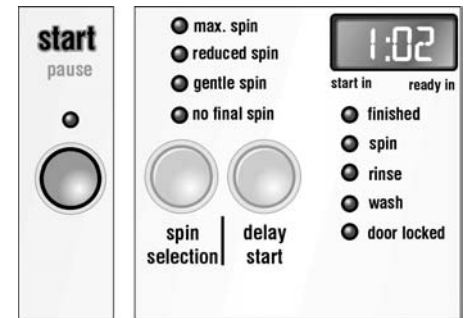 start
pause
max. spin
reduced spin
gentle spin
no final spin
spin
selection
delay
start
1:02
start in ready in
finished
spin
rinse
wash
door locked